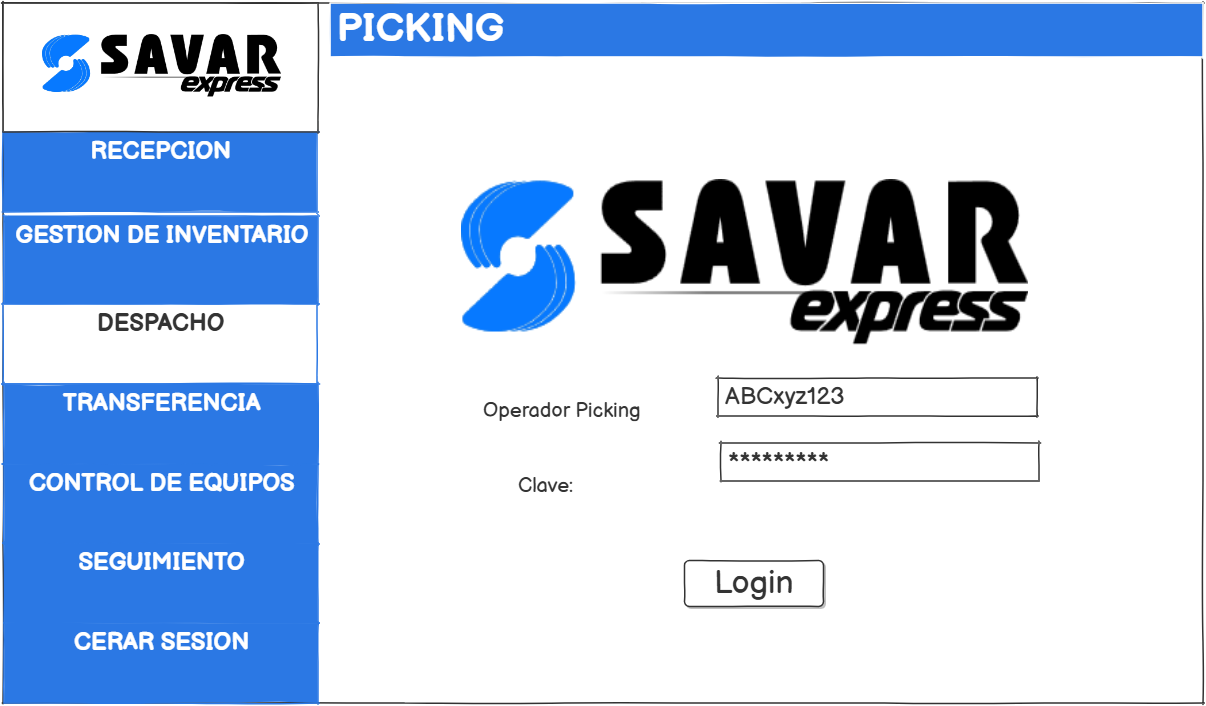 SAVAR
express
RECEPCION
GESTION DE INVENTARIO
DESPACHO
TRANSFERENCIA
CONTROL DE EQUIPOS
SEGUIMIENTO
CERAR SESION
PICKING
SAVAR
express
Operador Picking
ABCxyz123
Clave:
*********
Login